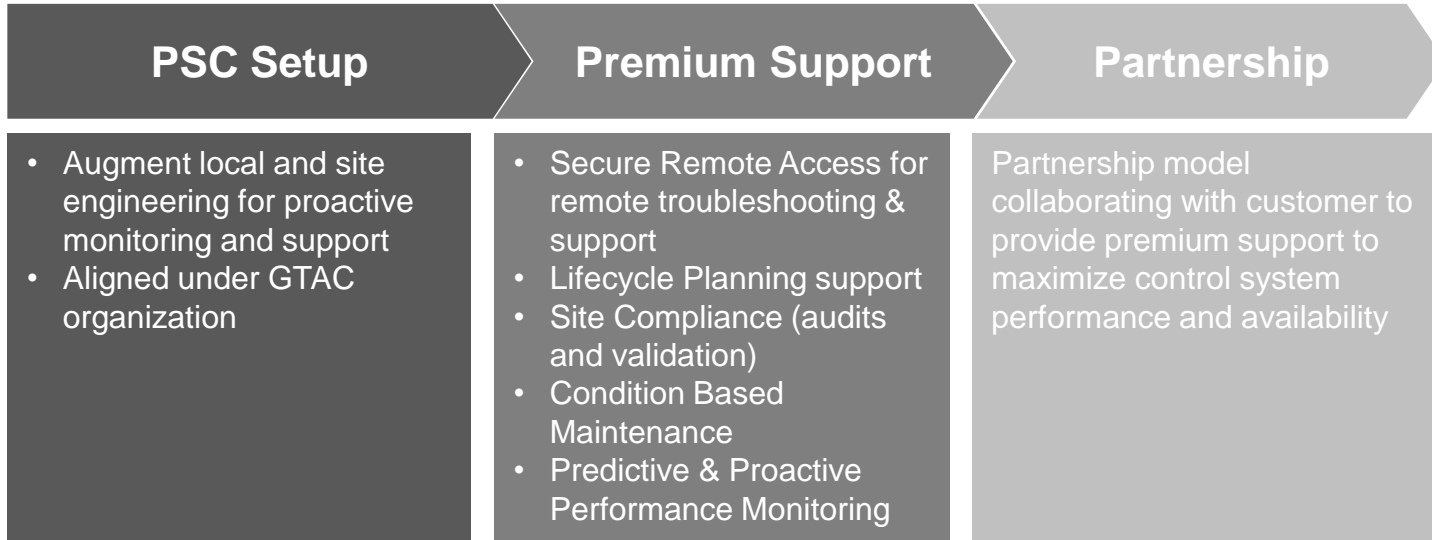 PSC Setup
Premium Support
Partnership
• Augment local and site
engineering for proactive
monitoring and support
• Aligned under GTAC
organization
• Secure Remote Access for
remote troubleshooting &
support
• Lifecycle Planning support
• Site Compliance (audits
and validation)
• Condition Based
Maintenance
• Predictive & Proactive
Performance Monitoring
Partnership model
collaborating with customer to
provide premium support to
maximize control system
performance and availability